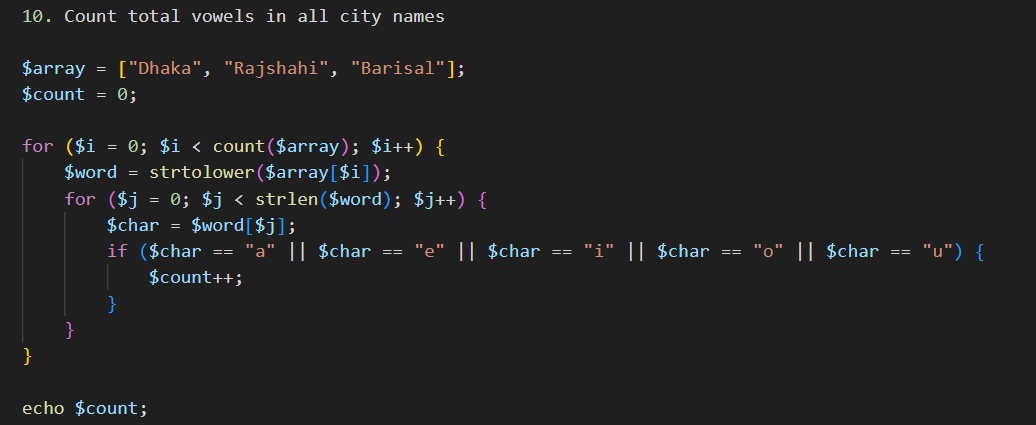 10. Count total vowels in all city names
$array = ["Dhaka", "Rajshahi", "Barisal"];
$count = 0;
for ($i = 0; $i < count($array); $i++) {
    $word = strtolower($array[$i]);
    for ($j = 0; $j < strlen($word); $j++) {
        $char = $word[$j];
        if ($char == "a" || $char == "e" || $char == "i" || $char == "o" || $char == "u") {
            $count++;
        }
    }
}
echo $count;